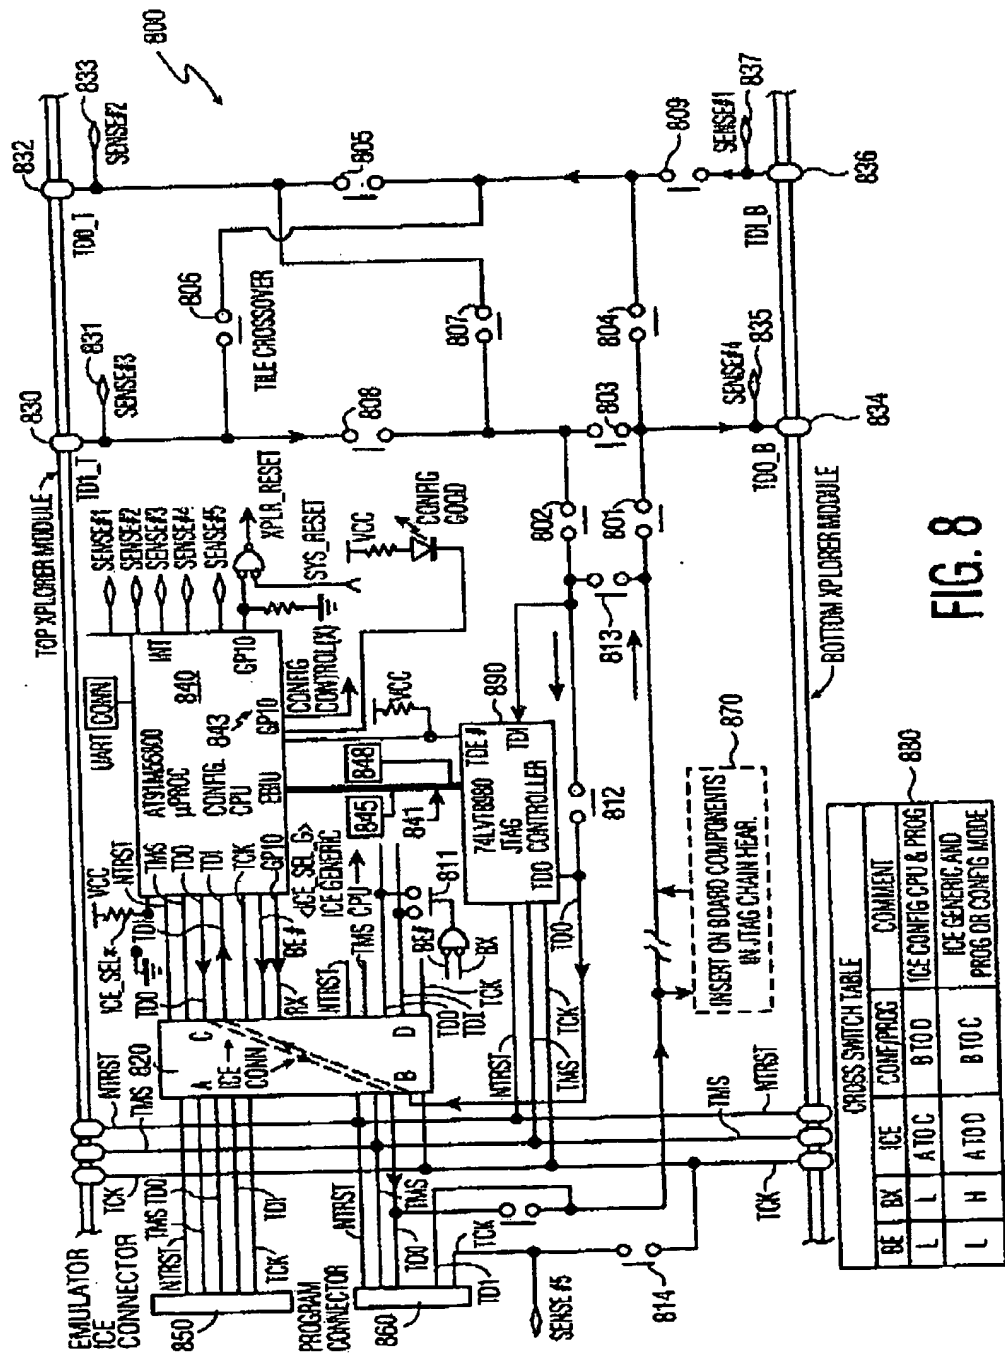 800
832
833
SENSE#2
TDO_T
805
806
TILE CROSSOVER
807
809
SENSE#1
837
836
TDI_B
830
831
SENSE#3
TDI_T
808
803
804
SENSE#4
835
834
TDO_B
TOP XPLORER MODULE
BOTTOM XPLORER MODULE
SENSE#1
SENSE#2
SENSE#3
SENSE#4
SENSE#5
XPLR_RESET
SYS_RESET
VCC
CONFIG
GOOD
802
801
813
812
UART
CONN
INT
840
AT91M55800
µPROC
CONFIG.
CPU
843
GPIO
GPIO
EBIU
CONFIG
CONTROL(X)
VCC
NTRST
TMS
TDO
TDI
TCK
GPIO
VCC
ICE_SEL*
TDI
TDO
BE#
RX
<ICE_SEL_G>
ICE GENERIC
CPU
NTRST
TMS
845
848
841
VCC
890
TDE#
TDI
74LVT8980
JTAG
CONTROLLER
TDO
TDO
811
BE#
BX
TDO
TDI
TCK
NTRST
TMS
TCK
870
INSERT ON BOARD COMPONENTS
IN JTAG CHAIN HEAR.
820
A
C
ICE
CONN
B
D
NTRST
TMS
TCK
EMULATOR
ICE
CONNECTOR
850
NTRST
TMS
TDO
TDI
TCK
PROGRAM
CONNECTOR
860
NTRST
TMS
TDO
TCK
TDI
SENSE #5
814
TCK
TMS
NTRST
880
CROSS SWITCH TABLE
BE BX ICE CONF/PROG COMMENT
L L A TO C B TO D ICE CONFIG CPU & PROG
L H A TO D B TO C ICE GENERIC AND
PROG OR CONFIG MODE
FIG. 8